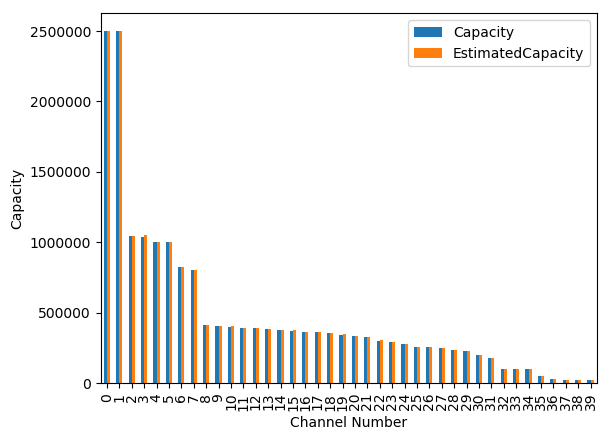 2500000
2000000
1500000
1000000
500000
0
Capacity
Capacity
EstimatedCapacity
0 1 2 3 4 5 6 7 8 9 10 11 12 13 14 15 16 17 18 19 20 21 22 23 24 25 26 27 28 29 30 31 32 33 34 35 36 37 38 39
Channel Number